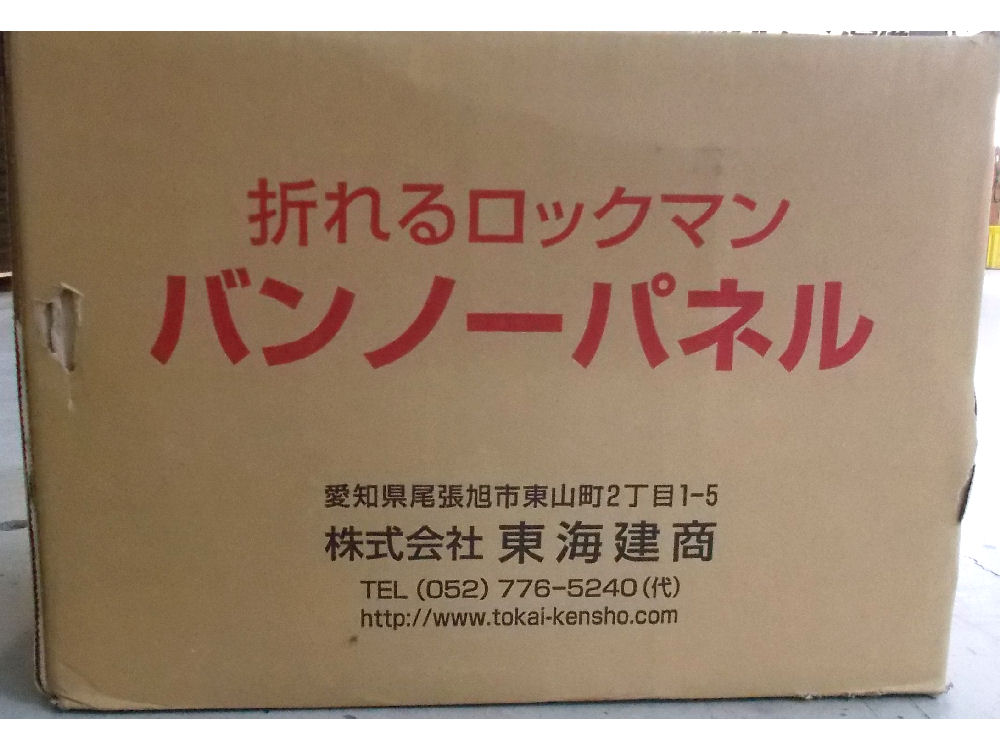 折れるロックマン
バンノーパネル
愛知県尾張旭市東山町2丁目1-5
株式会社 東海建商
TEL (052) 776-5240 (代)
http://www.tokai-kensho.com